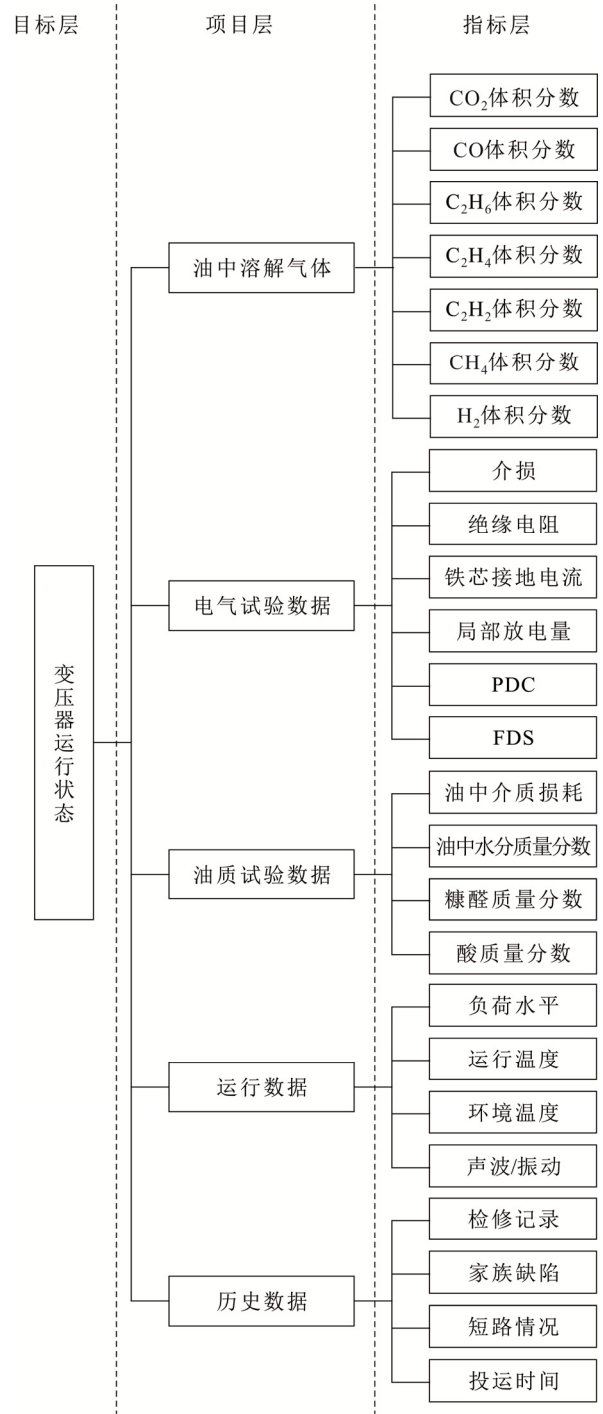 目标层
项目层
指标层
CO₂体积分数
CO体积分数
C₂H₆体积分数
油中溶解气体
C₂H₄体积分数
C₂H₂体积分数
CH₄体积分数
H₂体积分数
介损
绝缘电阻
铁芯接地电流
电气试验数据
局部放电量
PDC
FDS
变压器运行状态
油中介质损耗
油中水分质量分数
油质试验数据
糠醛质量分数
酸质量分数
负荷水平
运行温度
运行数据
环境温度
声波/振动
检修记录
家族缺陷
历史数据
短路情况
投运时间